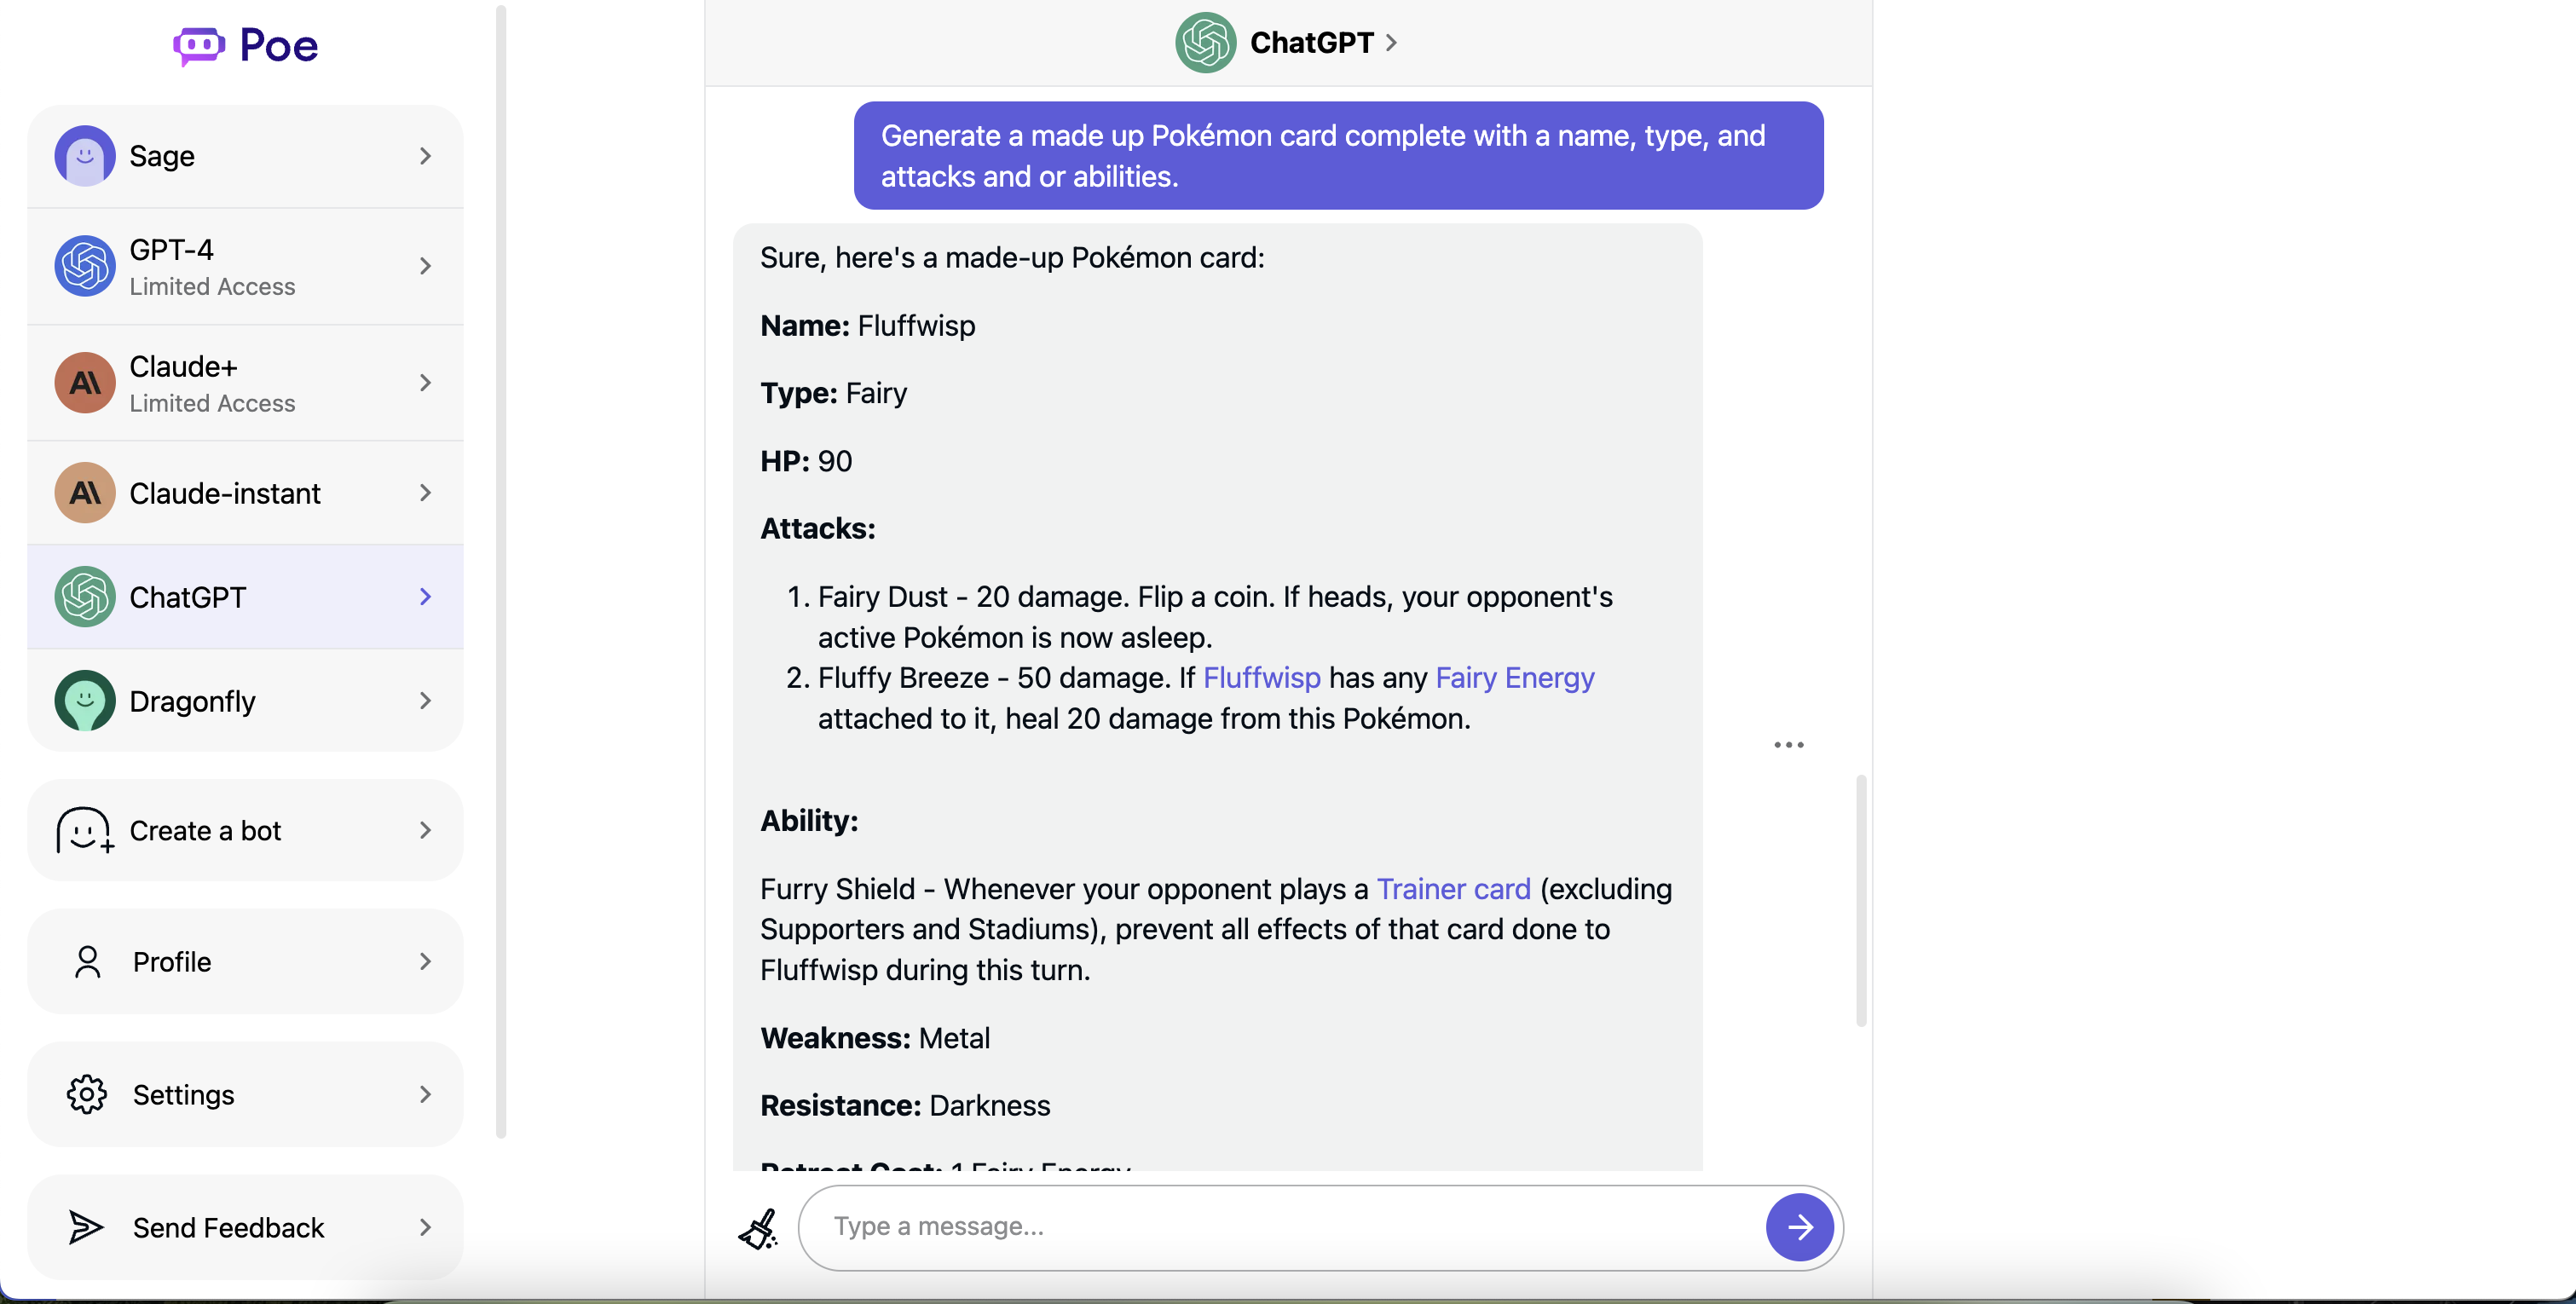 Poe
Sage
GPT-4
Limited Access
Claude+
Limited Access
Claude-instant
ChatGPT
Dragonfly
Create a bot
Profile
Settings
Send Feedback
ChatGPT
Generate a made up Pokémon card complete with a name, type, and
attacks and or abilities.
Sure, here's a made-up Pokémon card:
Name: Fluffwisp
Type: Fairy
HP: 90
Attacks:
1. Fairy Dust - 20 damage. Flip a coin. If heads, your opponent's
active Pokémon is now asleep.
2. Fluffy Breeze - 50 damage. If Fluffwisp has any Fairy Energy
attached to it, heal 20 damage from this Pokémon.
Ability:
Furry Shield - Whenever your opponent plays a Trainer card (excluding
Supporters and Stadiums), prevent all effects of that card done to
Fluffwisp during this turn.
Weakness: Metal
Resistance: Darkness
Retreat Cost: 1 Fairy Energy
Type a message...